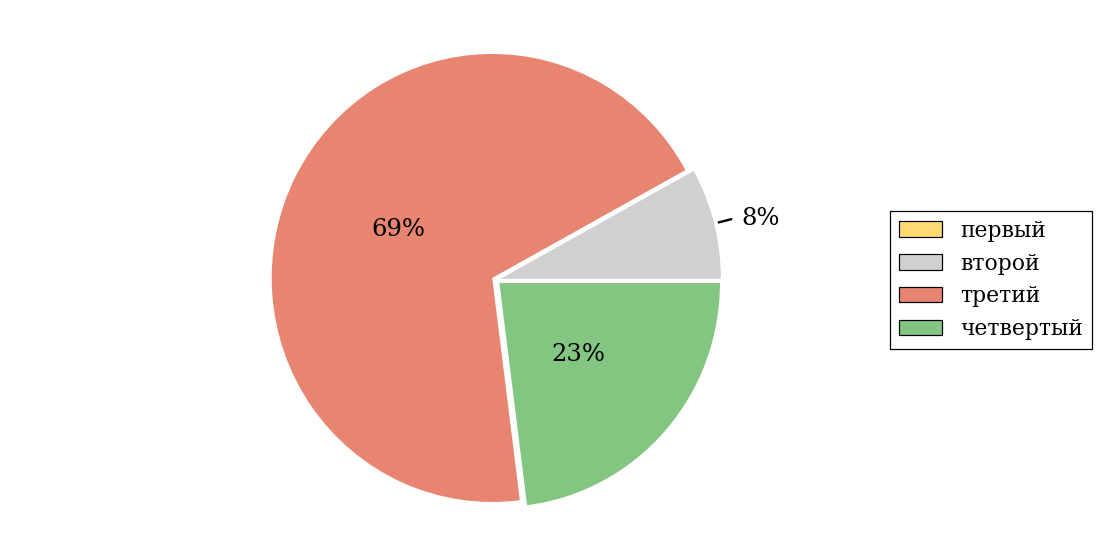 69%
8%
23%
первый
второй
третий
четвертый